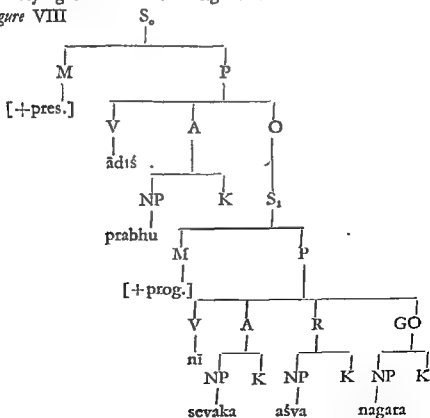 Figure VIII
S₀
M P
[+pres.]
V A O
ādiś
NP K S₁
prabhu
M P
[+prog.]
V A R GO
nī
NP K NP K NP K
sevaka aśva nagara